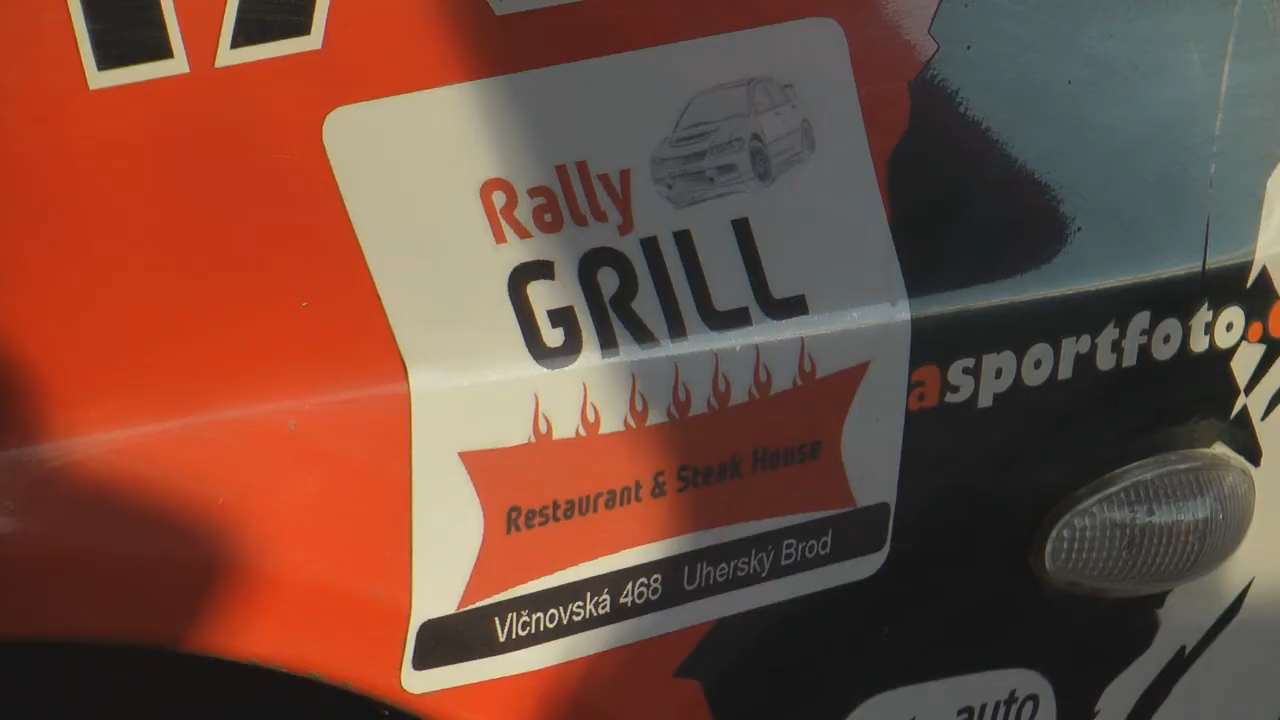 Rally
GRILL
asportfoto.
Restaurant & Steak House
Vlčnovská 468 Uherský Brod
auto